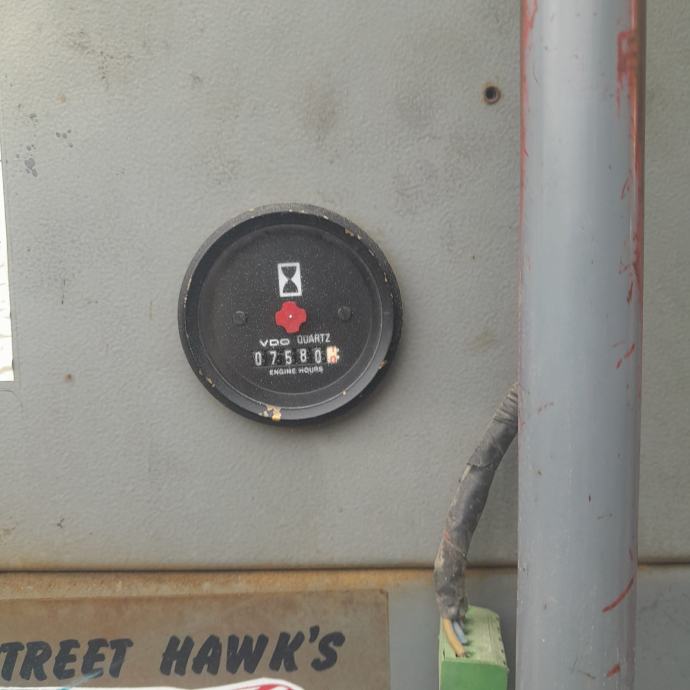 VDO QUARTZ
07580
ENGINE HOURS
TREET HAWK'S